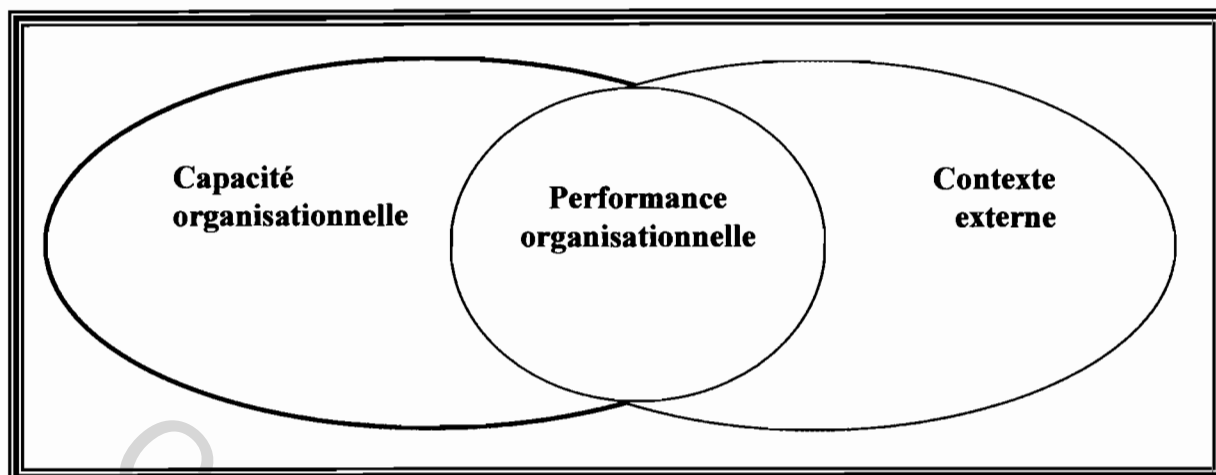 Capacité
organisationnelle
Performance
organisationnelle
Contexte
externe